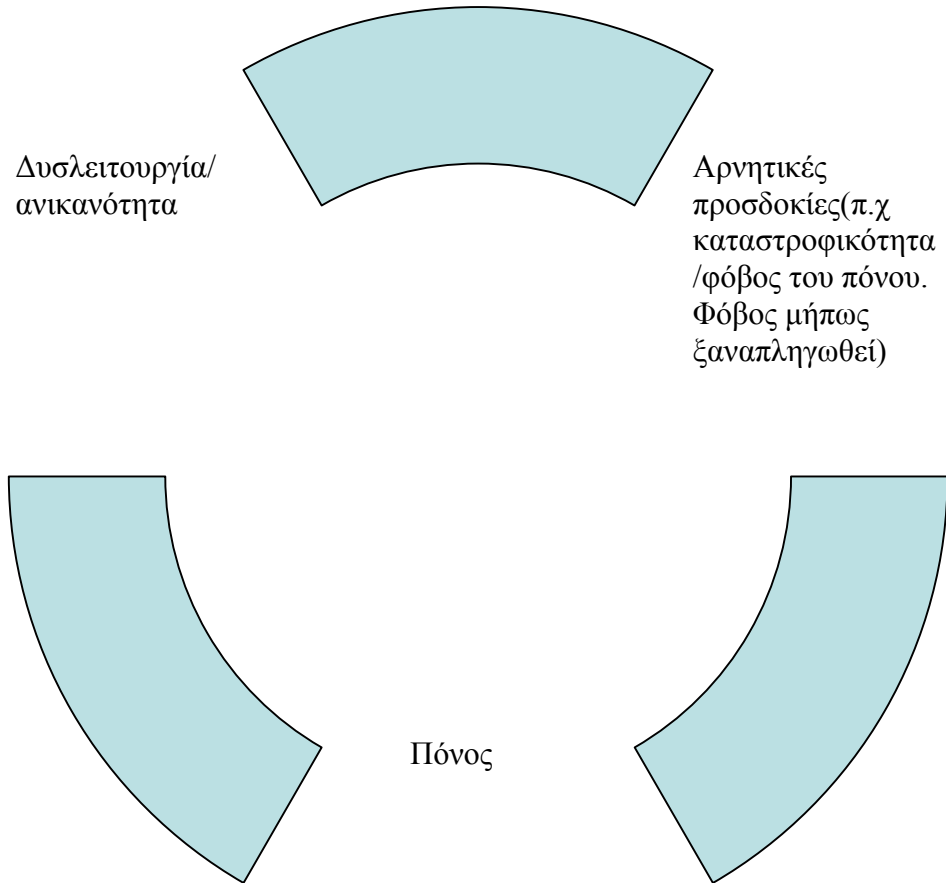 Δυσλειτουργία/
ανικανότητα
Αρνητικές
προσδοκίες(π.χ
καταστροφικότητα
/φόβος του πόνου.
Φόβος μήπως
ξαναπληγωθεί)
Πόνος